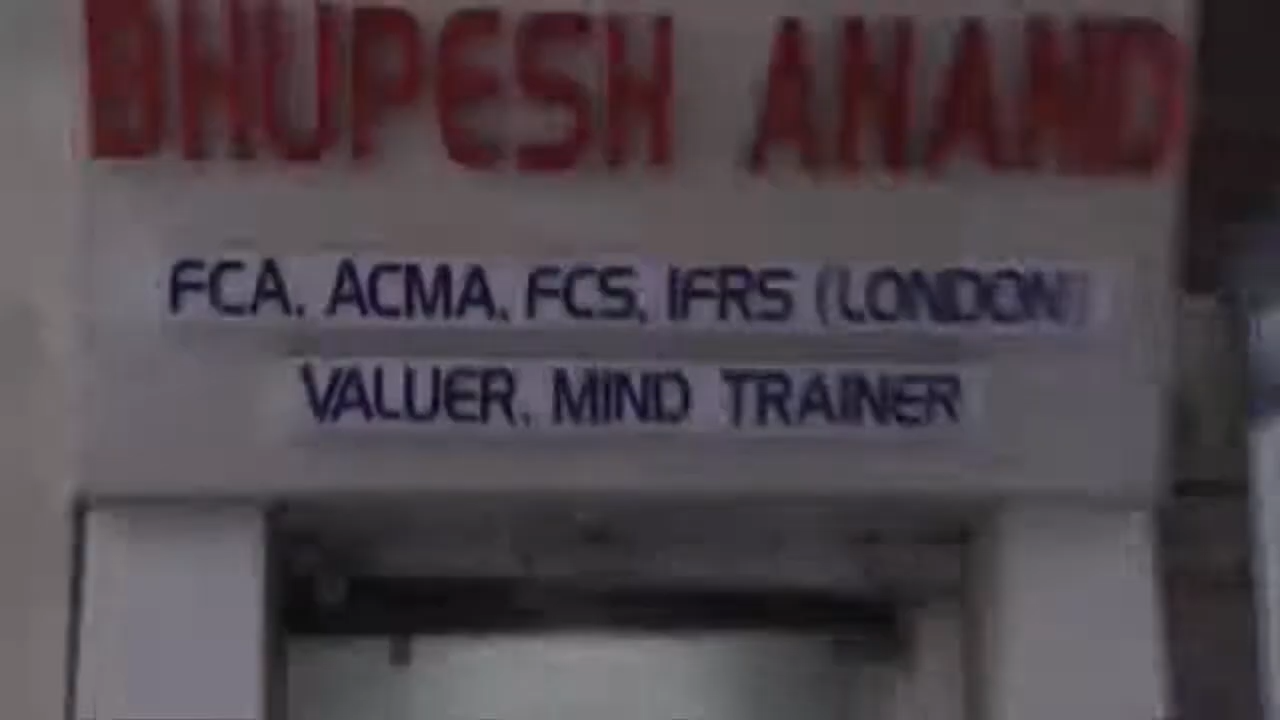 BHUPESH ANAND
FCA, ACMA, FCS, IFRS (LONDON)
VALUER, MIND TRAINER